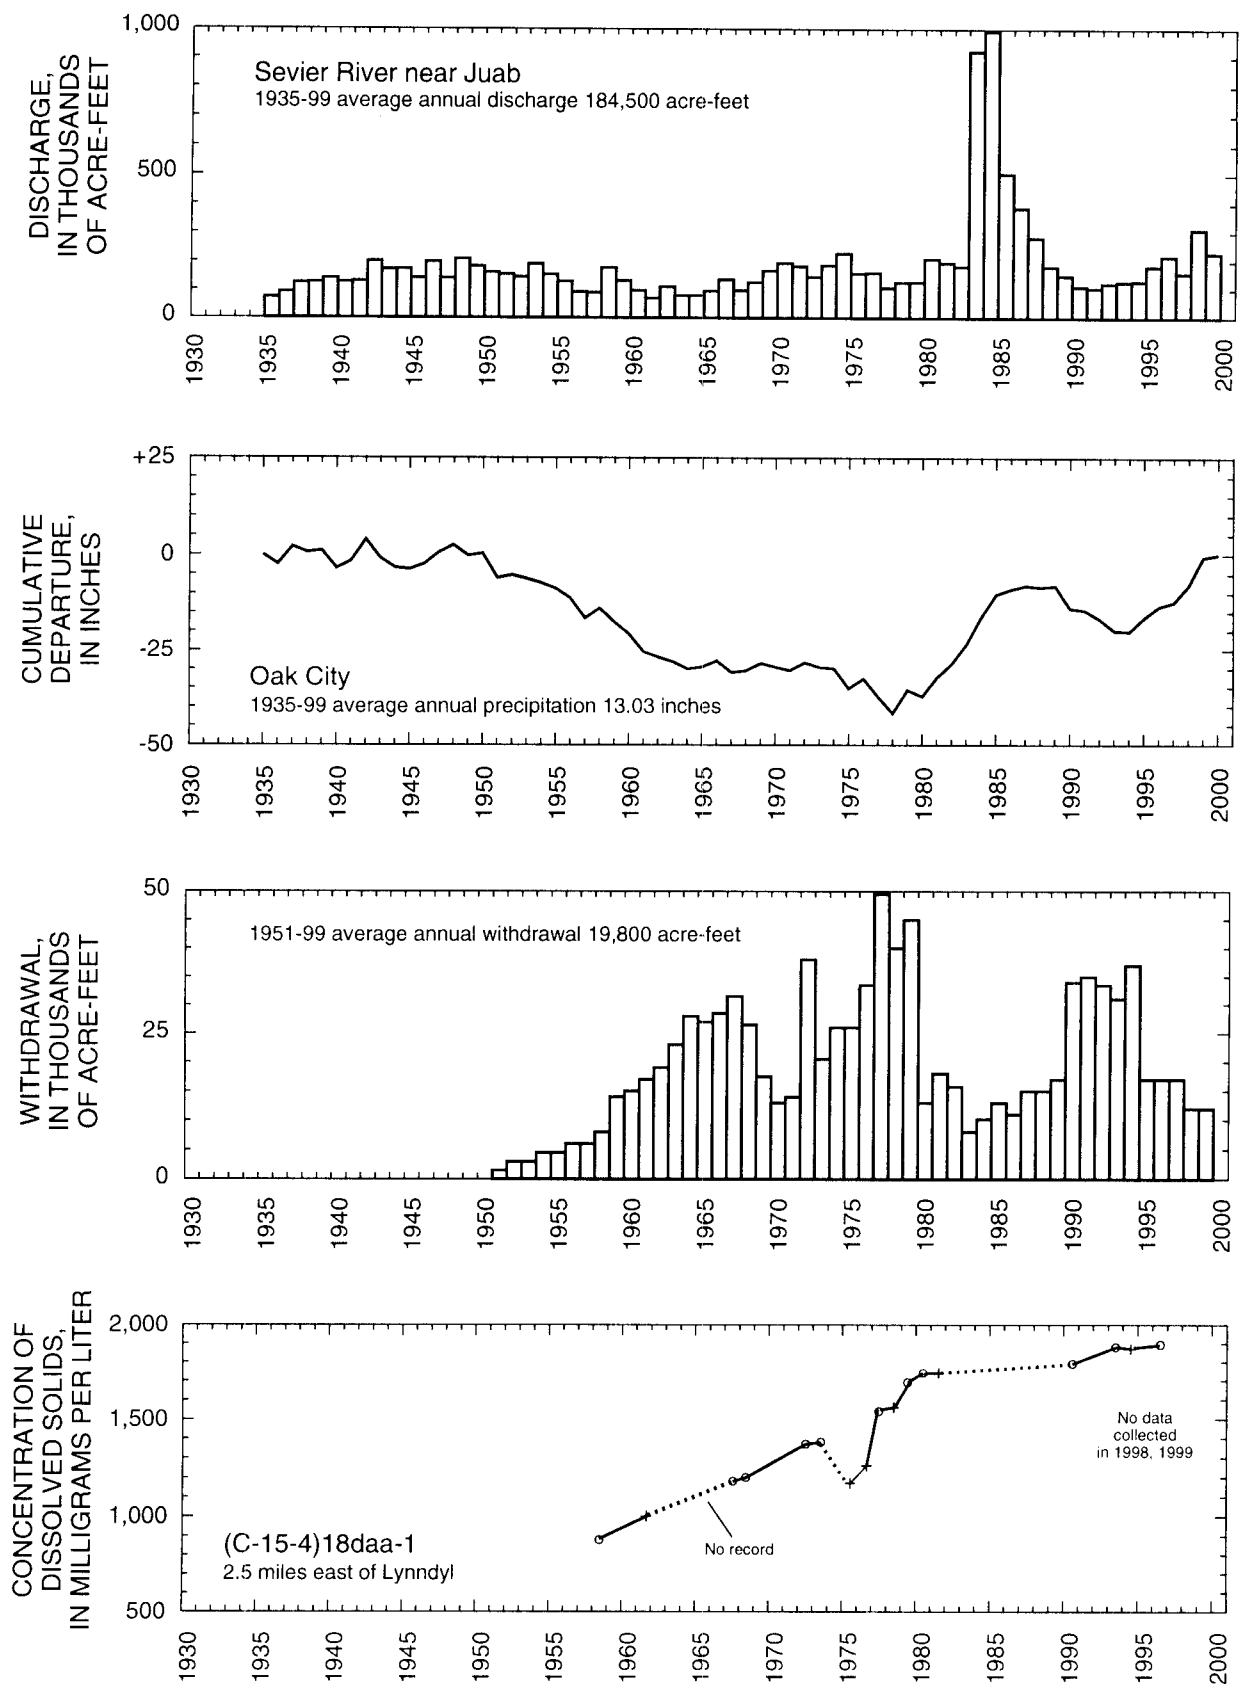 DISCHARGE,
IN THOUSANDS
OF ACRE-FEET
1,000
500
0
Sevier River near Juab
1935-99 average annual discharge 184,500 acre-feet
1930 1935 1940 1945 1950 1955 1960 1965 1970 1975 1980 1985 1990 1995 2000
CUMULATIVE
DEPARTURE,
IN INCHES
+25
0
-25
-50
Oak City
1935-99 average annual precipitation 13.03 inches
1930 1935 1940 1945 1950 1955 1960 1965 1970 1975 1980 1985 1990 1995 2000
WITHDRAWAL,
IN THOUSANDS
OF ACRE-FEET
50
25
0
1951-99 average annual withdrawal 19,800 acre-feet
1930 1935 1940 1945 1950 1955 1960 1965 1970 1975 1980 1985 1990 1995 2000
CONCENTRATION OF
DISSOLVED SOLIDS,
IN MILLIGRAMS PER LITER
2,000
1,500
1,000
500
No data
collected
in 1998, 1999
No record
(C-15-4)18daa-1
2.5 miles east of Lynndyl
1930 1935 1940 1945 1950 1955 1960 1965 1970 1975 1980 1985 1990 1995 2000